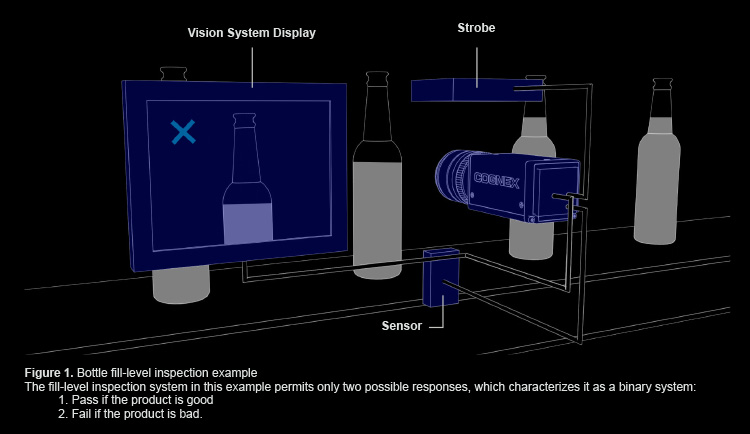 Vision System Display
Strobe
COGNEX
Sensor
Figure 1. Bottle fill-level inspection example
The fill-level inspection system in this example permits only two possible responses, which characterizes it as a binary system:
1. Pass if the product is good
2. Fail if the product is bad.